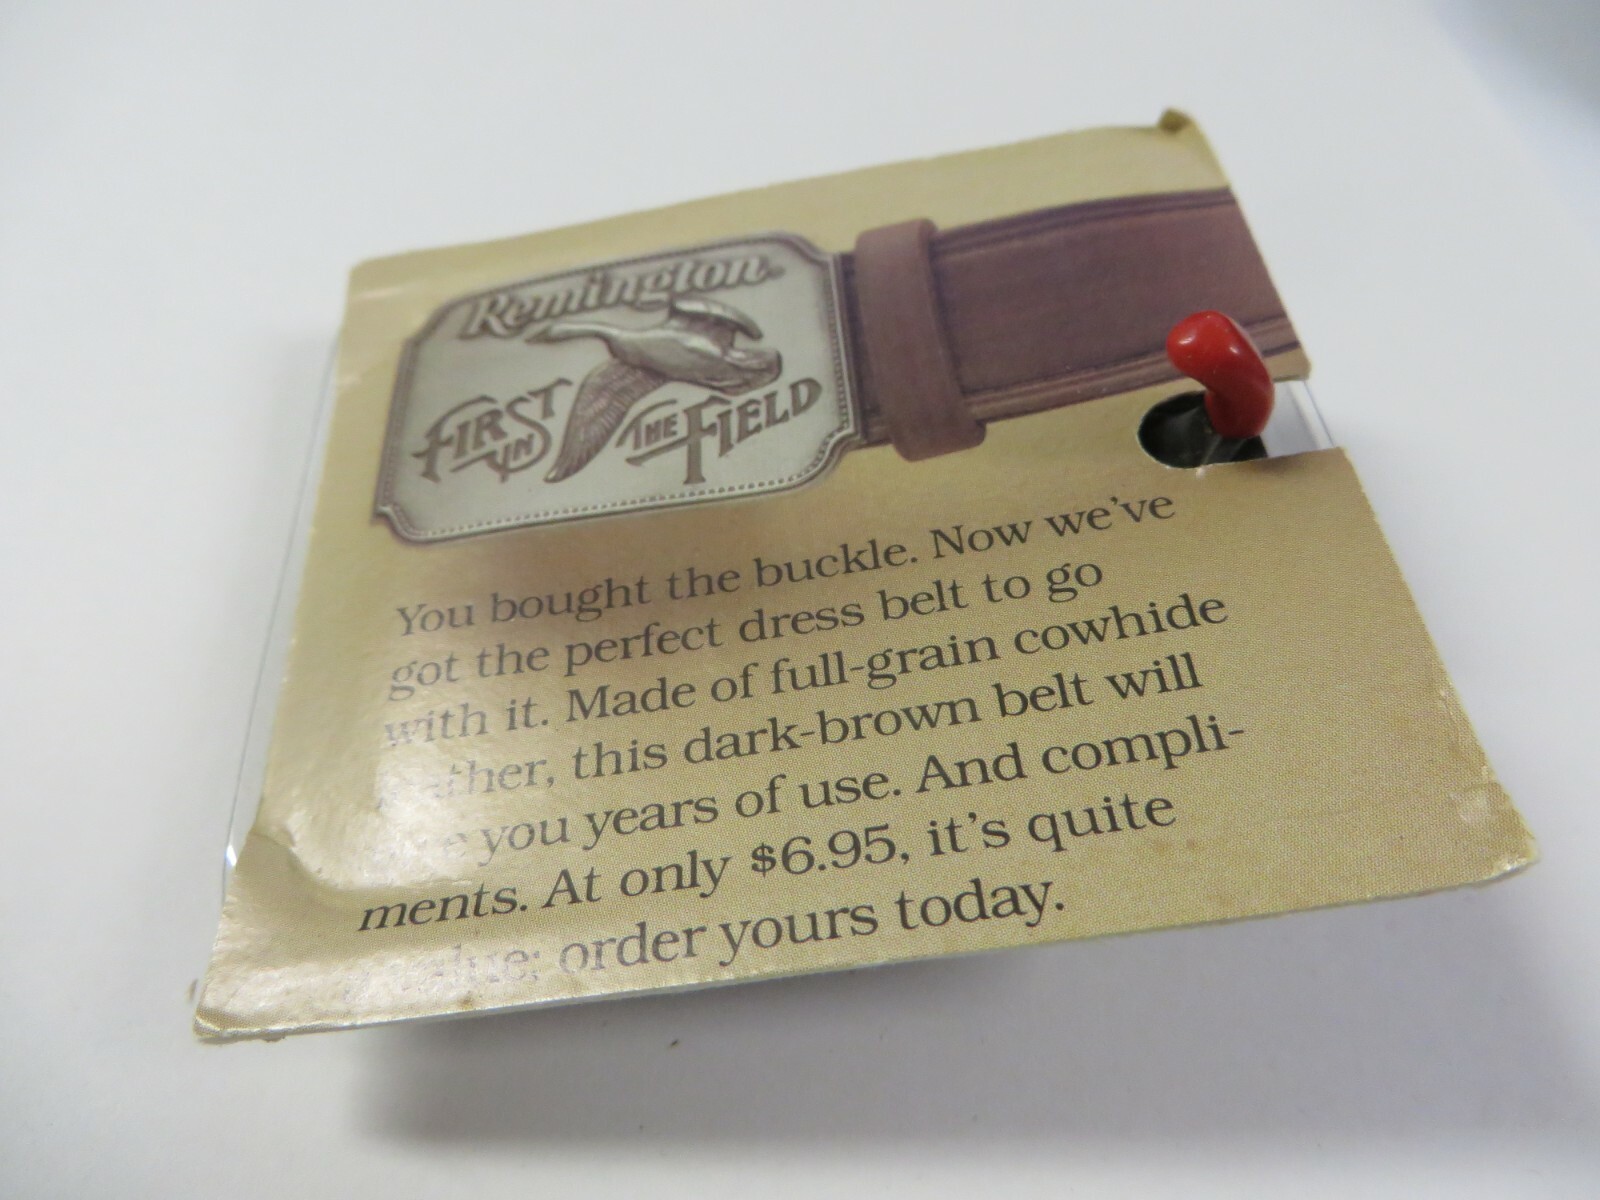 Remington®
FIRST IN THE FIELD
You bought the buckle. Now we've
got the perfect dress belt to go
with it. Made of full-grain cowhide
leather, this dark-brown belt will
you years of use. And compli-
ments. At only $6.95, it's quite
value; order yours today.